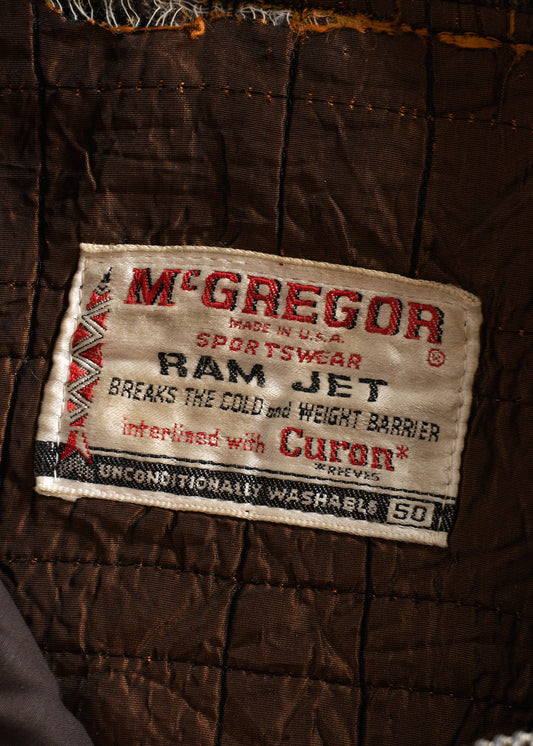 McGREGOR
MADE IN U.S.A.
SPORTSWEAR ®
RAM JET
BREAKS THE COLD and WEIGHT BARRIER
interlined with Curon*
*REEVES
UNCONDITIONALLY WASHABLE 50